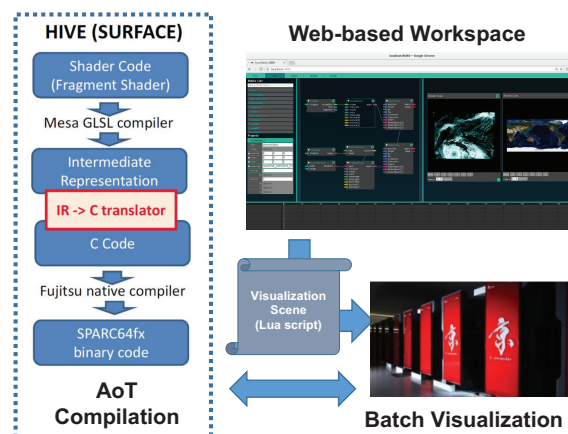 HIVE (SURFACE)
Shader Code
(Fragment Shader)
Mesa GLSL compiler
Intermediate
Representation
IR -> C translator
C Code
Fujitsu native compiler
SPARC64fx
binary code
AoT
Compilation
Web-based Workspace
Visualization
Scene
(Lua script)
京
京
Batch Visualization